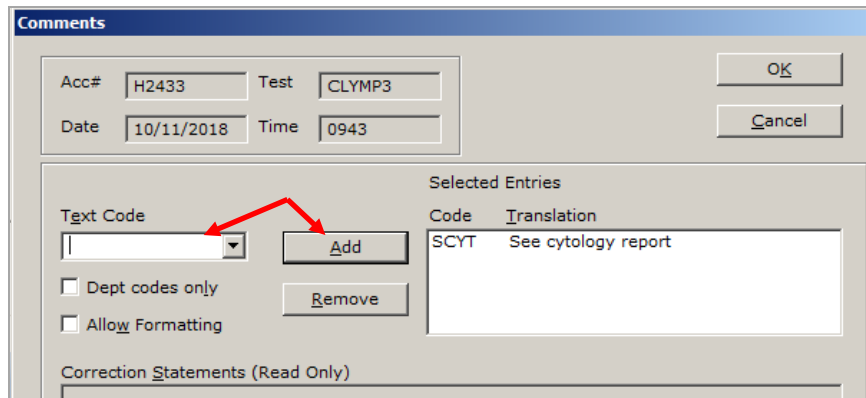 Comments
Acc# H2433 Test CLYMP3
OK
Date 10/11/2018 Time 0943
Cancel
Selected Entries
Text Code
Code Translation
Add
SCYT See cytology report
Dept codes only
Remove
Allow Formatting
Correction Statements (Read Only)